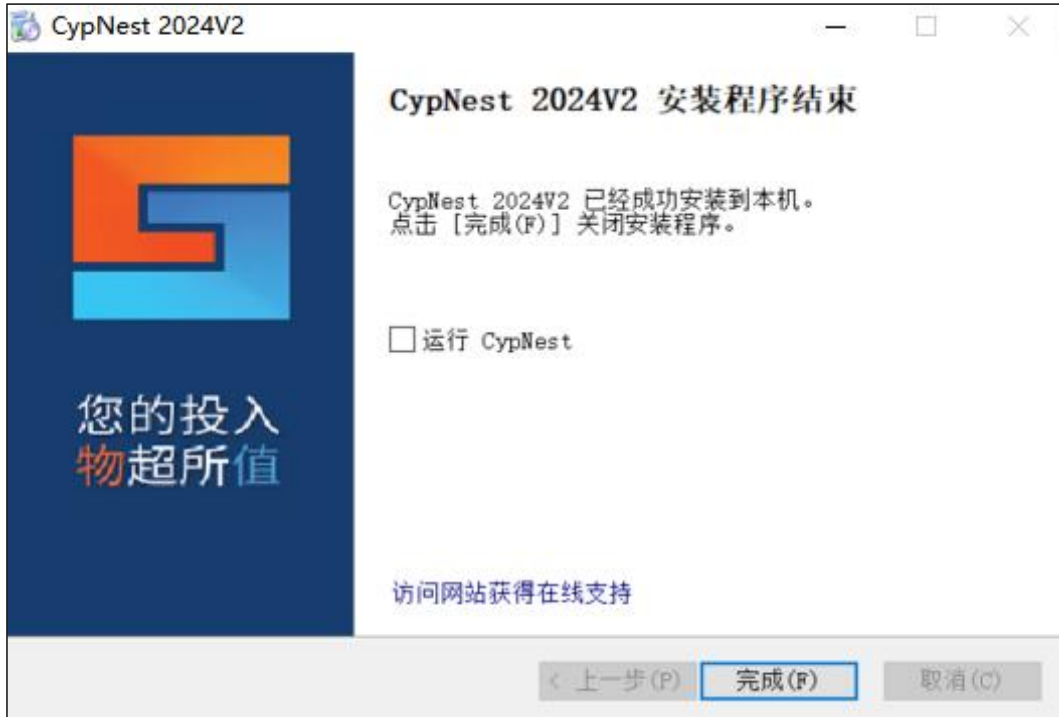 CypNest 2024V2
CypNest 2024V2 安装程序结束
CypNest 2024V2 已经成功安装到本机。
点击 [完成(F)] 关闭安装程序。
运行 CypNest
您的投入
物超所值
访问网站获得在线支持
< 上一步(P)
完成(F)
取消(C)